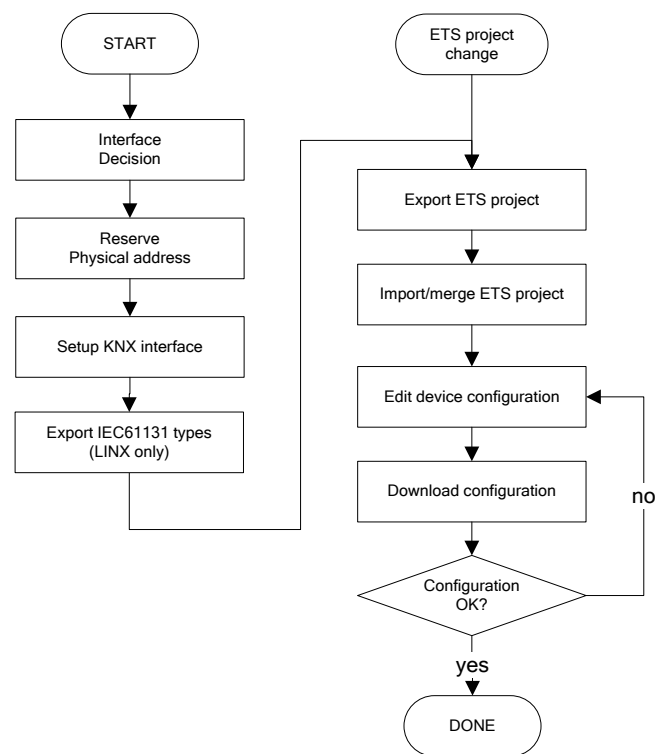 START
Interface
Decision
Reserve
Physical address
Setup KNX interface
Export IEC61131 types
(LINX only)
ETS project
change
Export ETS project
Import/merge ETS project
Edit device configuration
Download configuration
no
Configuration
OK?
yes
DONE